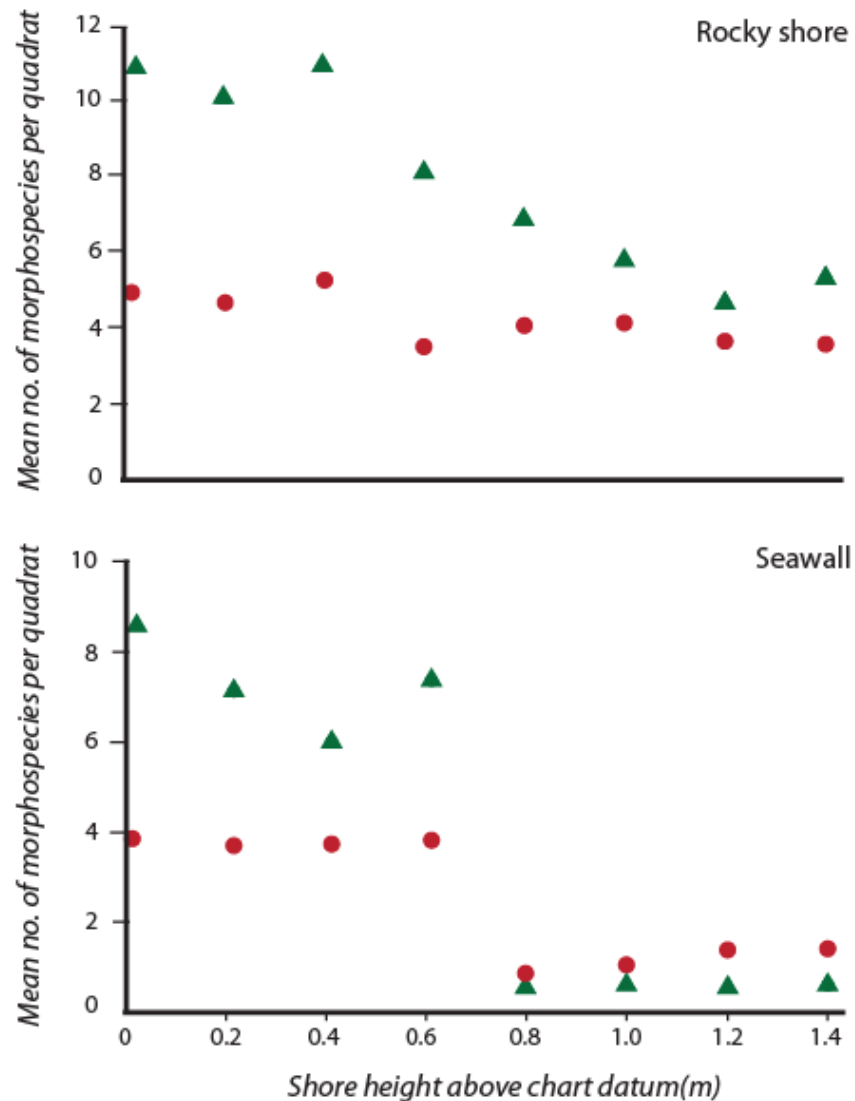 Rocky shore
Mean no. of morphospecies per quadrat
12
10
8
6
4
2
0
Seawall
Mean no. of morphospecies per quadrat
10
8
6
4
2
0
0 0.2 0.4 0.6 0.8 1.0 1.2 1.4
Shore height above chart datum(m)